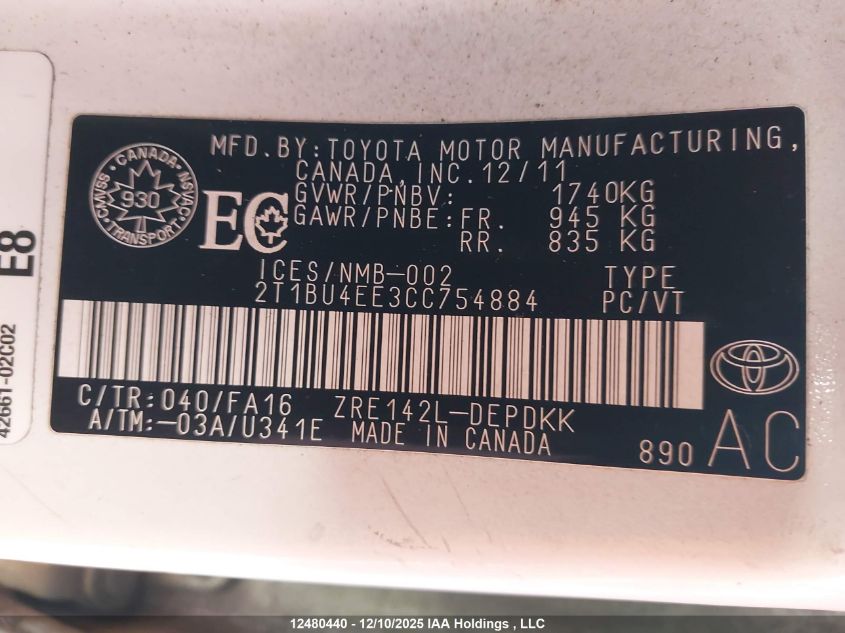 MFD.BY:TOYOTA MOTOR MANUFACTURING,
CANADA,INC.12/11
GVWR/PNBV: 1740KG
GAWR/PNBE:FR. 945 KG
RR. 835 KG
CANADA-NSVAC
CMVSS-
930
TRANSPORT
EC
ICES/NMB-002 TYPE
2T1BU4EE3CC754884 PC/VT
C/TR:040/FA16 ZRE142L-DEPDKK
A/TM:-03A/U341E MADE IN CANADA
890 AC
E8
42661-02C02
12480440 - 12/10/2025 IAA Holdings , LLC